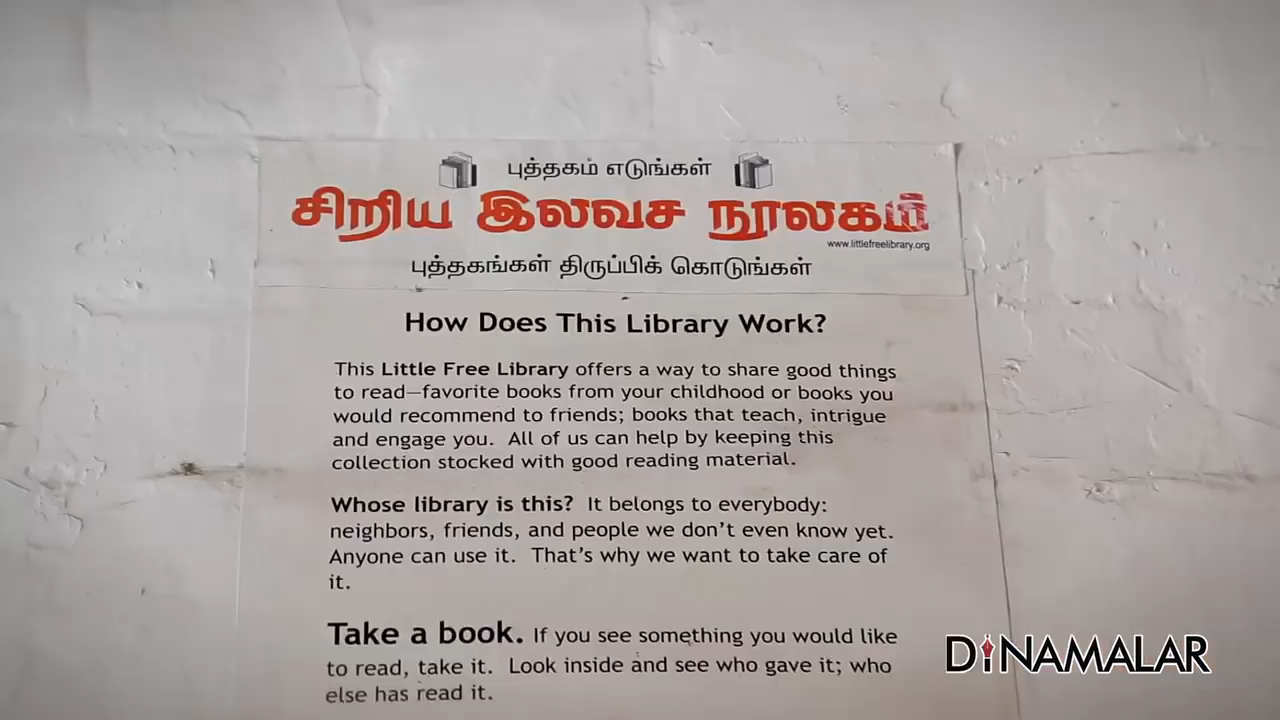 புத்தகம் எடுங்கள்
சிறிய இலவச நூலகம்
www.littlefreelibrary.org
புத்தகங்கள் திருப்பிக் கொடுங்கள்
How Does This Library Work?
This Little Free Library offers a way to share good things
to read—favorite books from your childhood or books you
would recommend to friends; books that teach, intrigue
and engage you. All of us can help by keeping this
collection stocked with good reading material.
Whose library is this? It belongs to everybody:
neighbors, friends, and people we don't even know yet.
Anyone can use it. That's why we want to take care of
it.
Take a book. If you see something you would like
to read, take it. Look inside and see who gave it; who
else has read it.
DINAMALAR